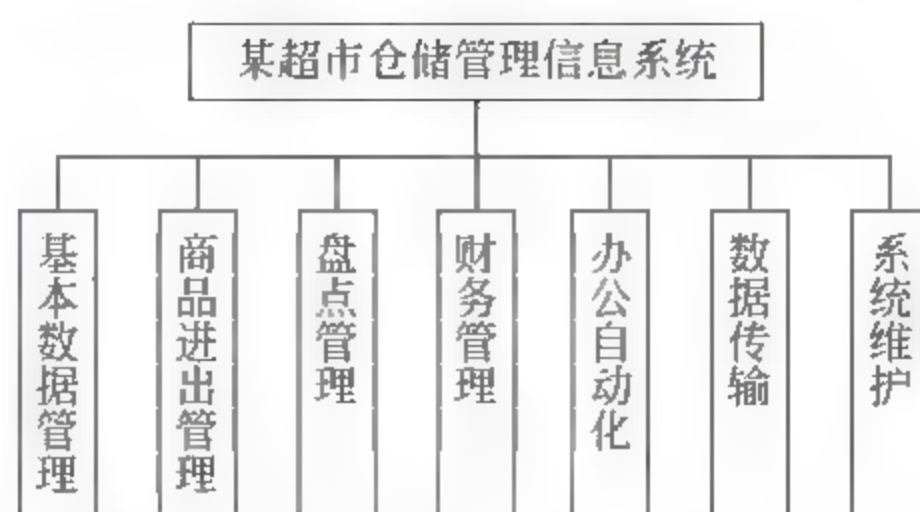 某超市仓储管理信息系统
基本数据管理
商品进出管理
盘点管理
财务管理
办公自动化
数据传输
系统维护